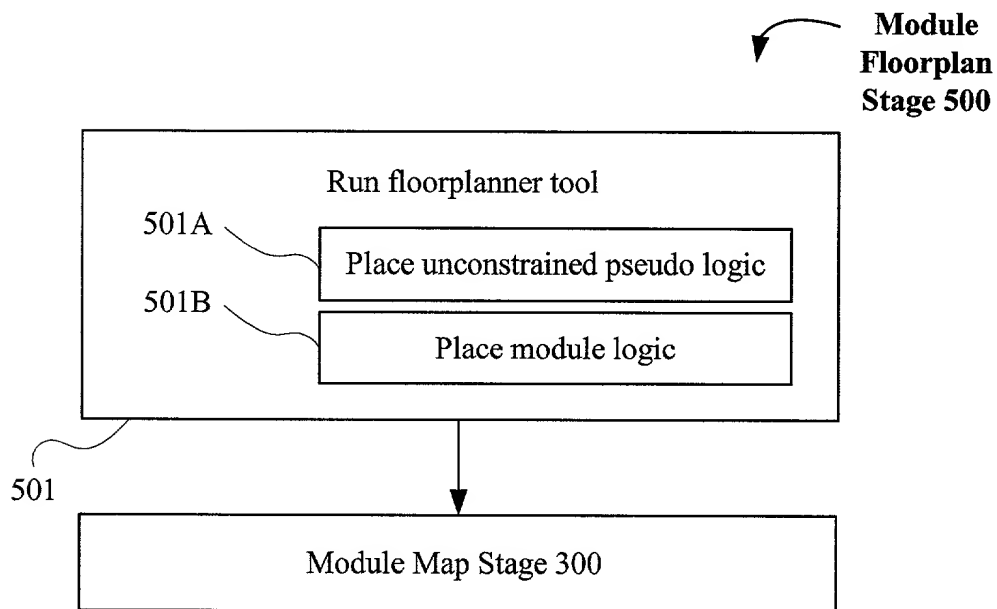 Module
Floorplan
Stage 500
Run floorplanner tool
501A
Place unconstrained pseudo logic
501B
Place module logic
501
Module Map Stage 300